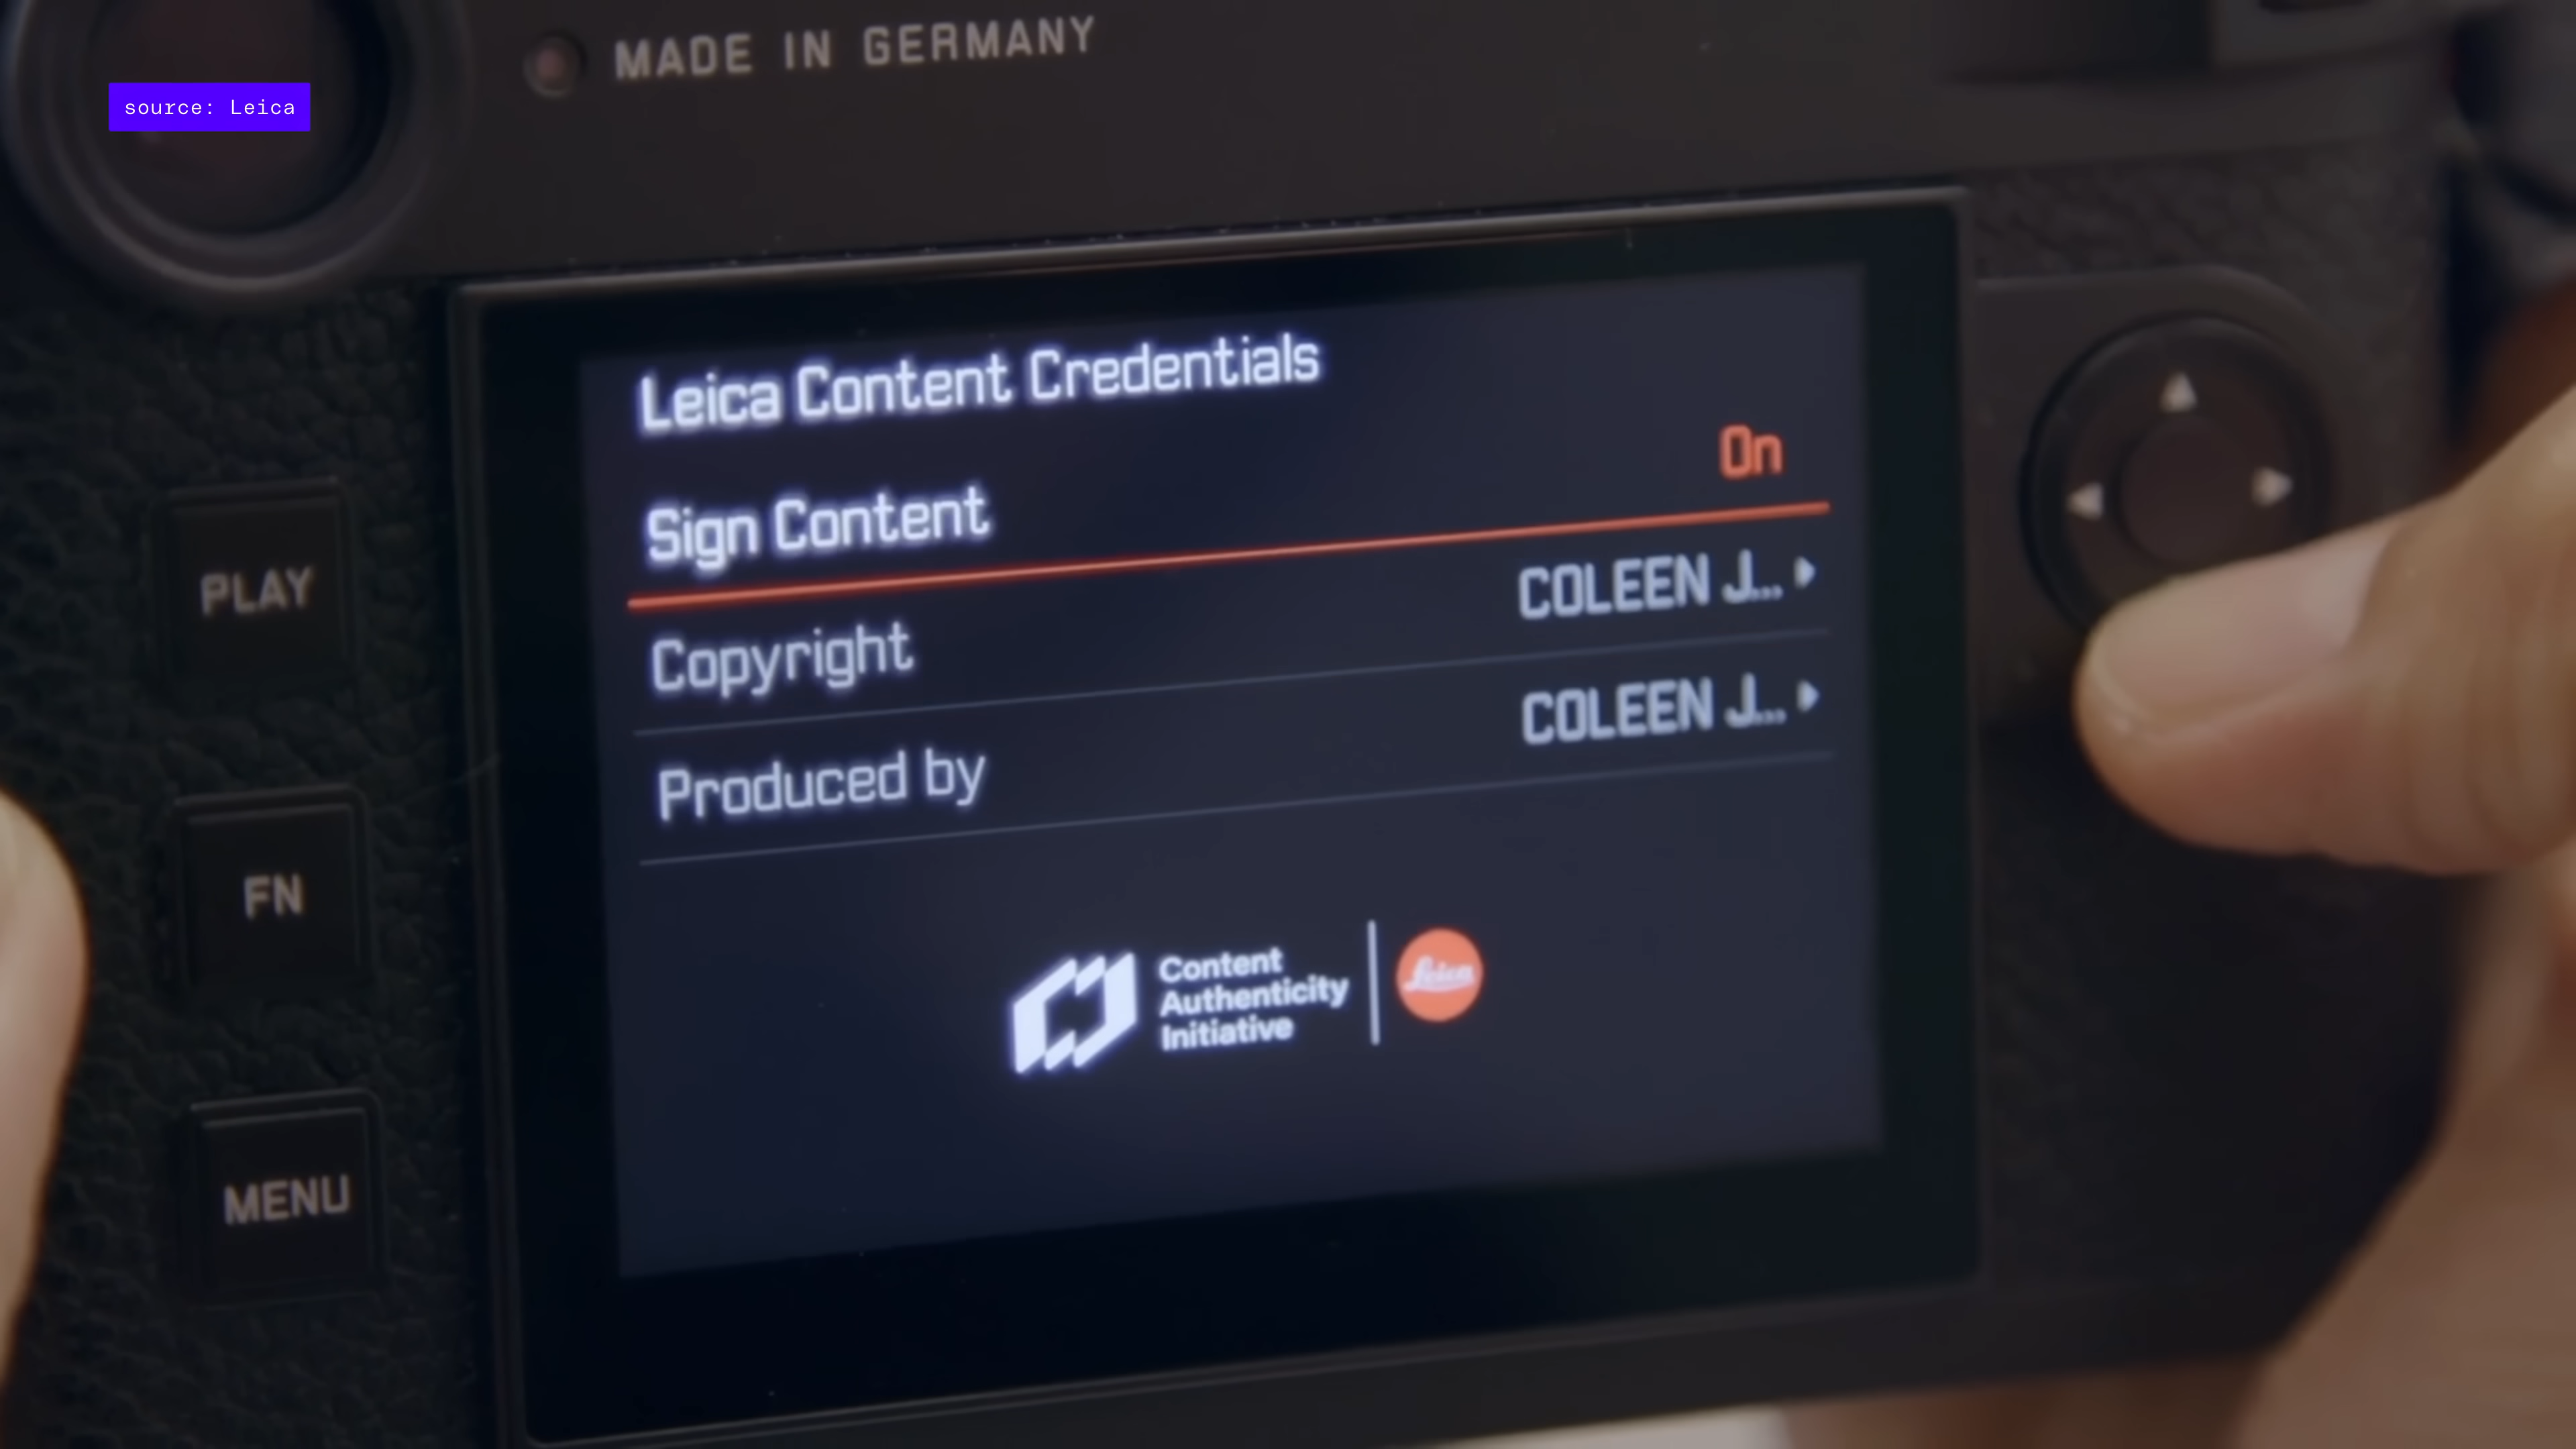 MADE IN GERMANY
source: Leica
Leica Content Credentials
Sign Content On
Copyright COLEEN J...
Produced by COLEEN J...
PLAY
FN
MENU
Content
Authenticity
Initiative
Leica